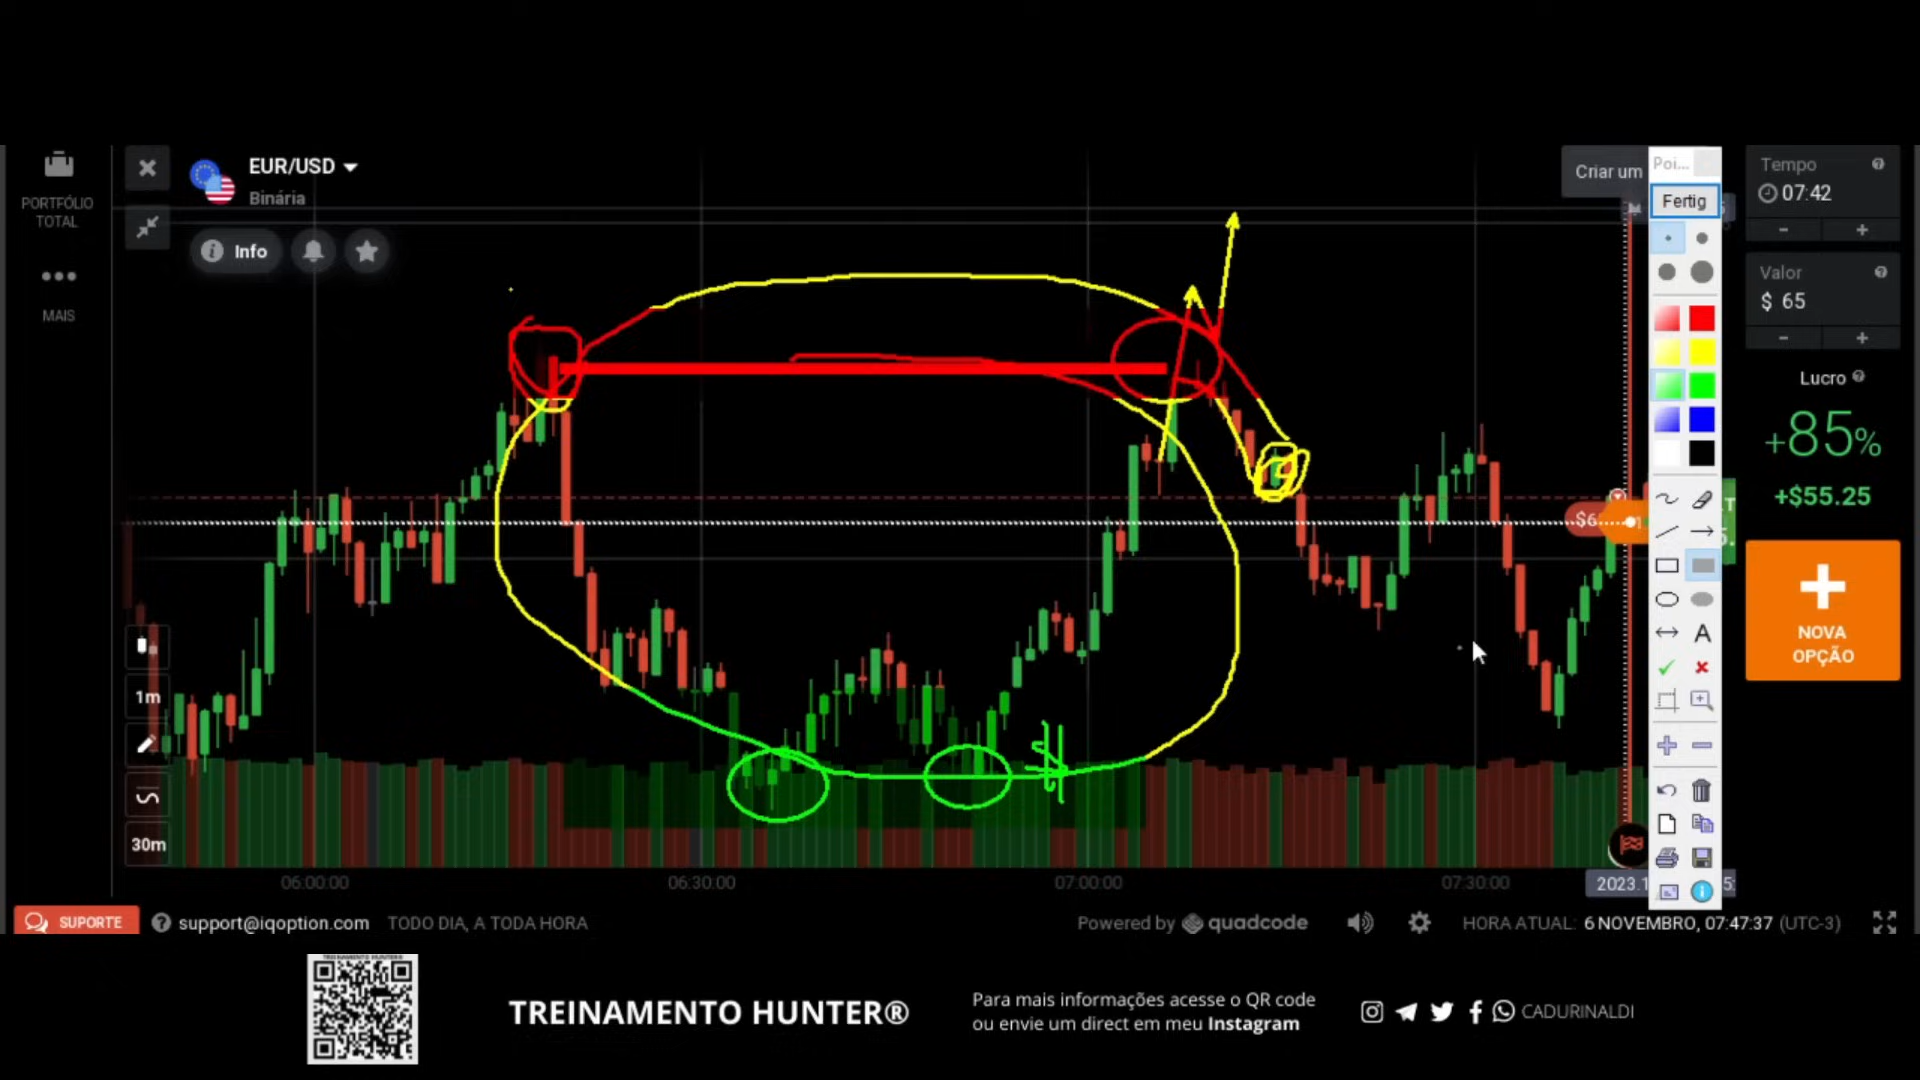 EUR/USD
Binária
Criar um
Poi...
Tempo
07:42
PORTFÓLIO
TOTAL
Fertig
Info
Valor
$ 65
MAIS
Lucro
+85%
+$55.25
A
NOVA
OPÇÃO
1m
30m
06:00:00
06:30:00
07:00:00
07:30:00
2023.1
SUPORTE
support@iqoption.com
TODO DIA, A TODA HORA
Powered by quadcode
HORA ATUAL: 6 NOVEMBRO, 07:47:37 (UTC-3)
TREINAMENTO HUNTER®
Para mais informações acesse o QR code
ou envie um direct em meu Instagram
CADURINALDI